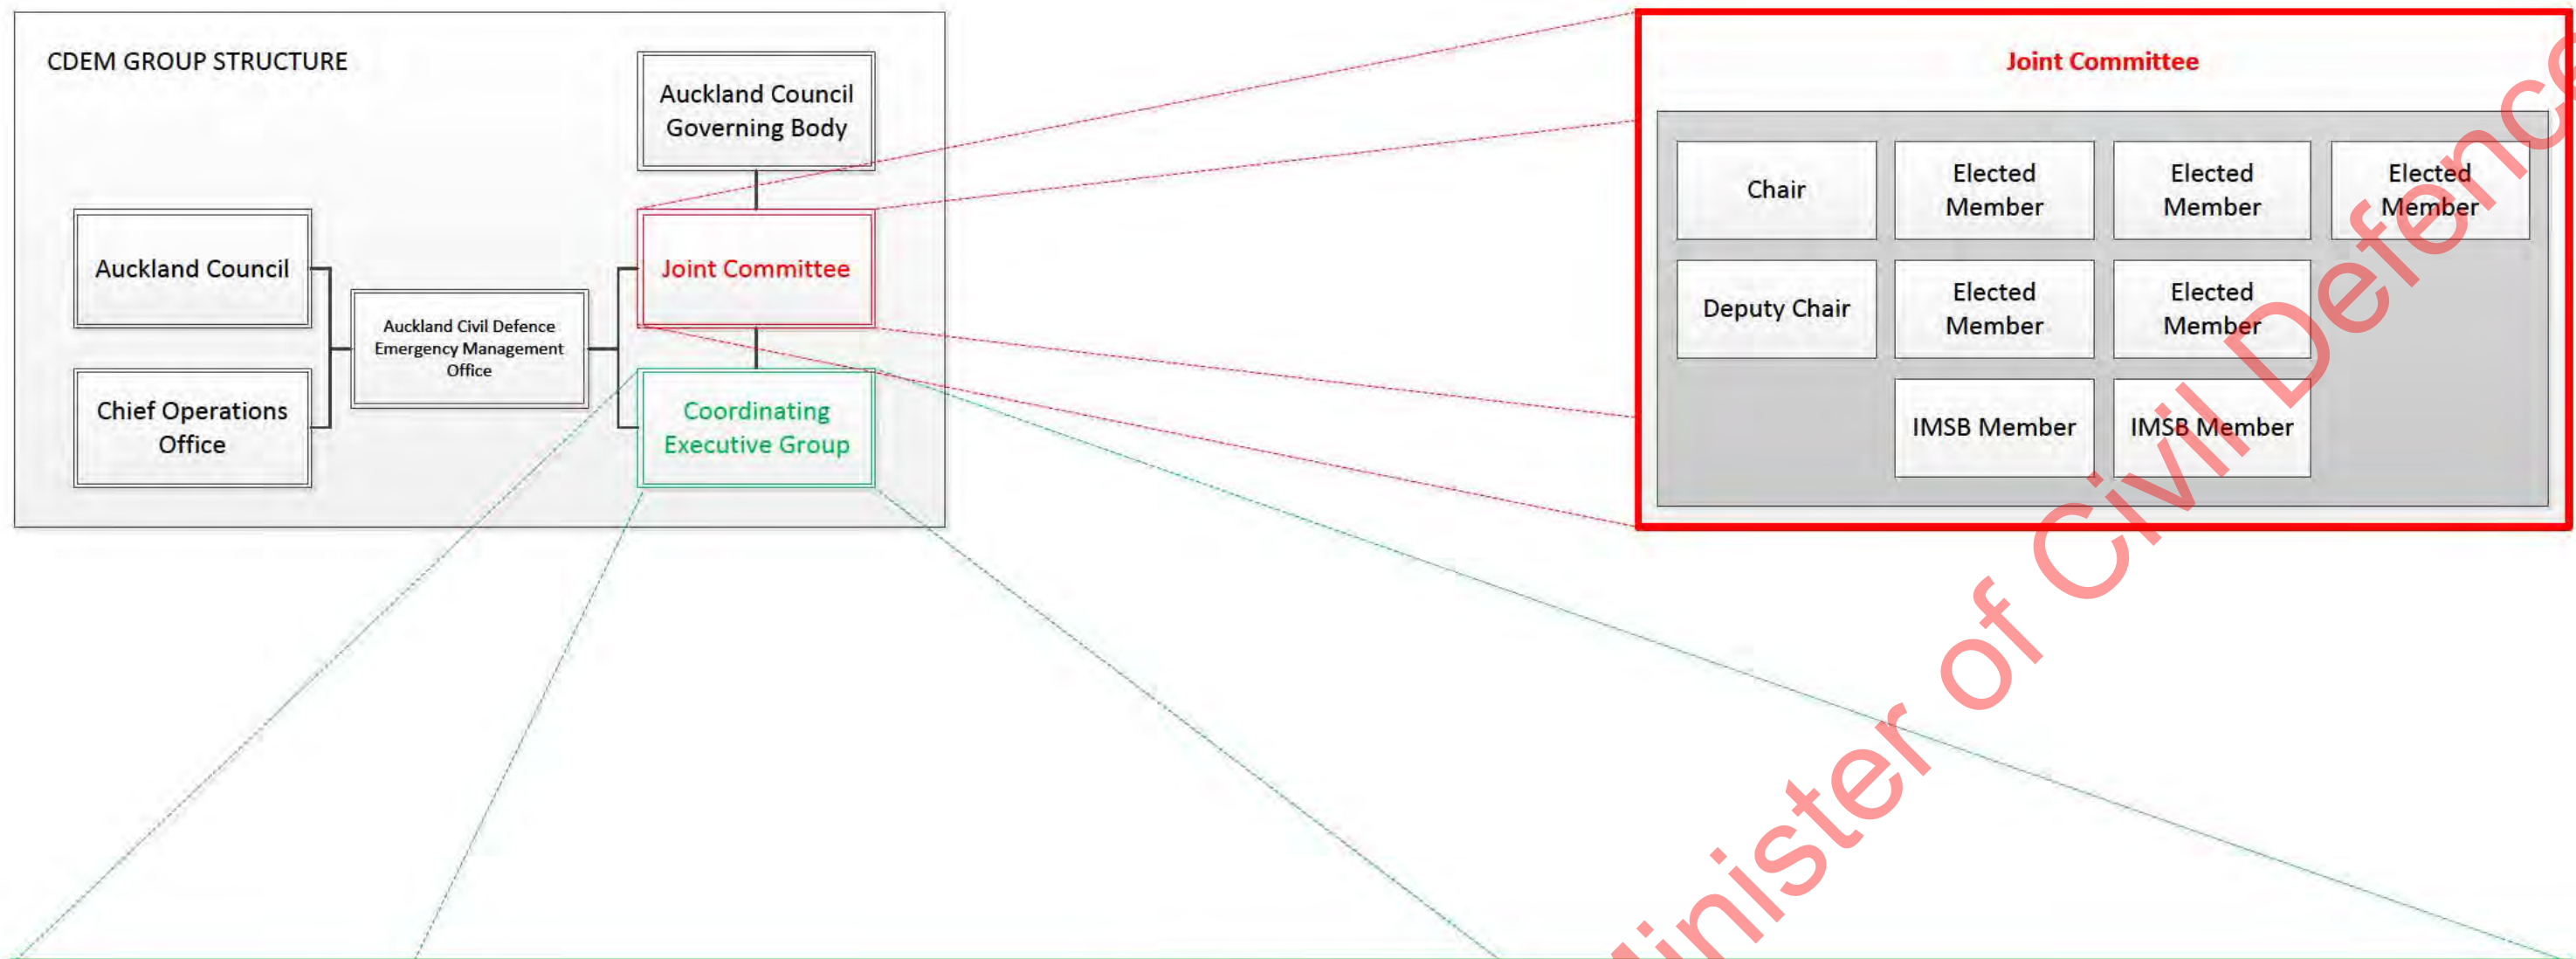 CDEM GROUP STRUCTURE
Auckland Council
Governing Body
Auckland Council
Joint Committee
Auckland Civil Defence
Emergency Management
Office
Chief Operations
Office
Coordinating
Executive Group
Joint Committee
Chair
Elected
Member
Elected
Member
Elected
Member
Deputy Chair
Elected
Member
Elected
Member
IMSB Member
IMSB Member
Minister of Civil Defence